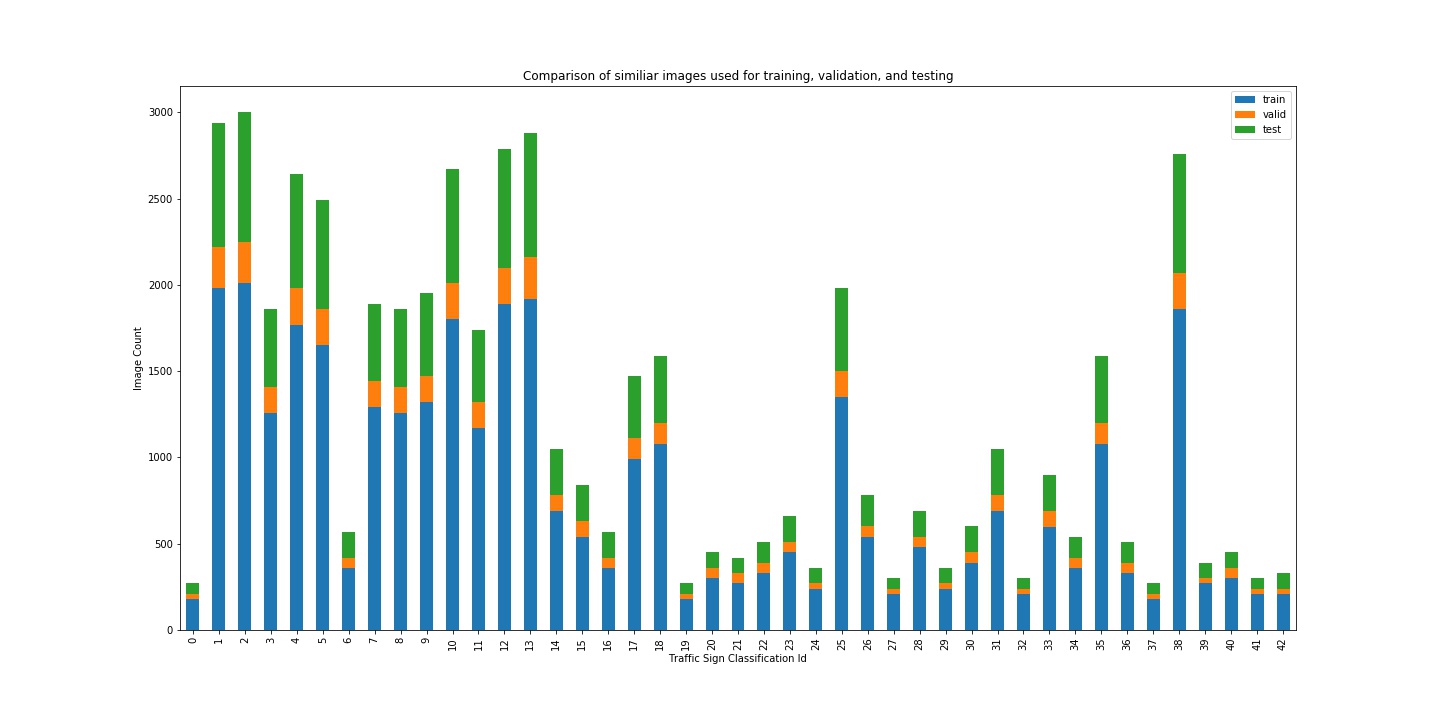 Comparison of similiar images used for training, validation, and testing
train
valid
test
3000
2500
2000
1500
1000
500
0
Image Count
0 1 2 3 4 5 6 7 8 9 10 11 12 13 14 15 16 17 18 19 20 21 22 23 24 25 26 27 28 29 30 31 32 33 34 35 36 37 38 39 40 41 42
Traffic Sign Classification Id